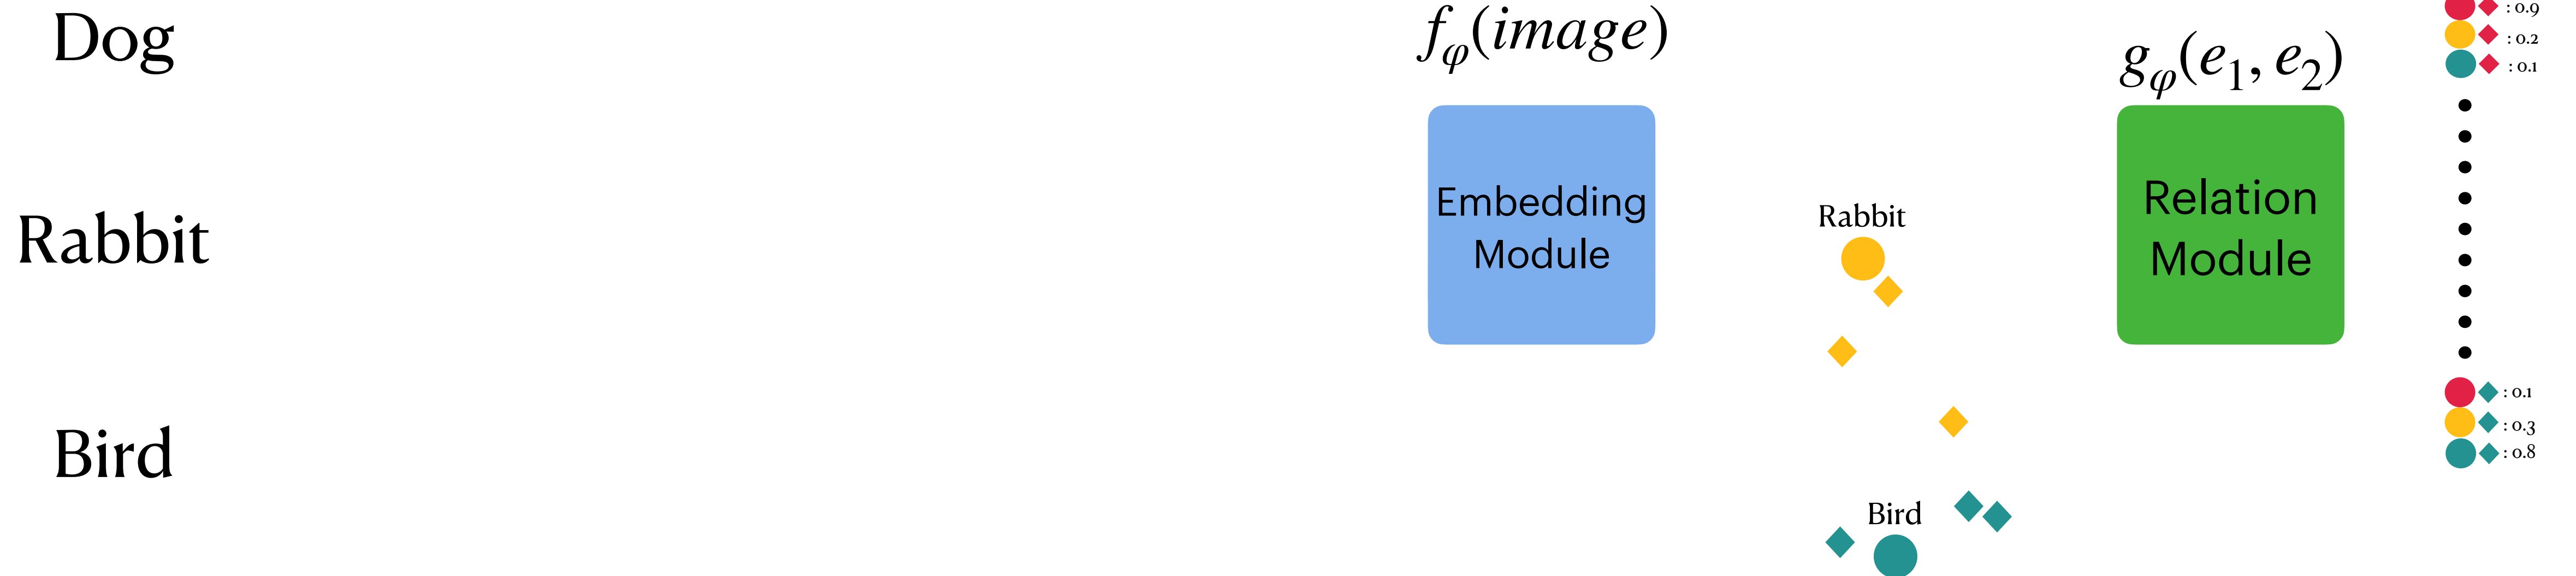 Dog
Rabbit
Bird
fφ(image)
Embedding
Module
Rabbit
Bird
gφ(e1, e2)
Relation
Module
: 0.9
: 0.2
: 0.1
: 0.1
: 0.3
: 0.8